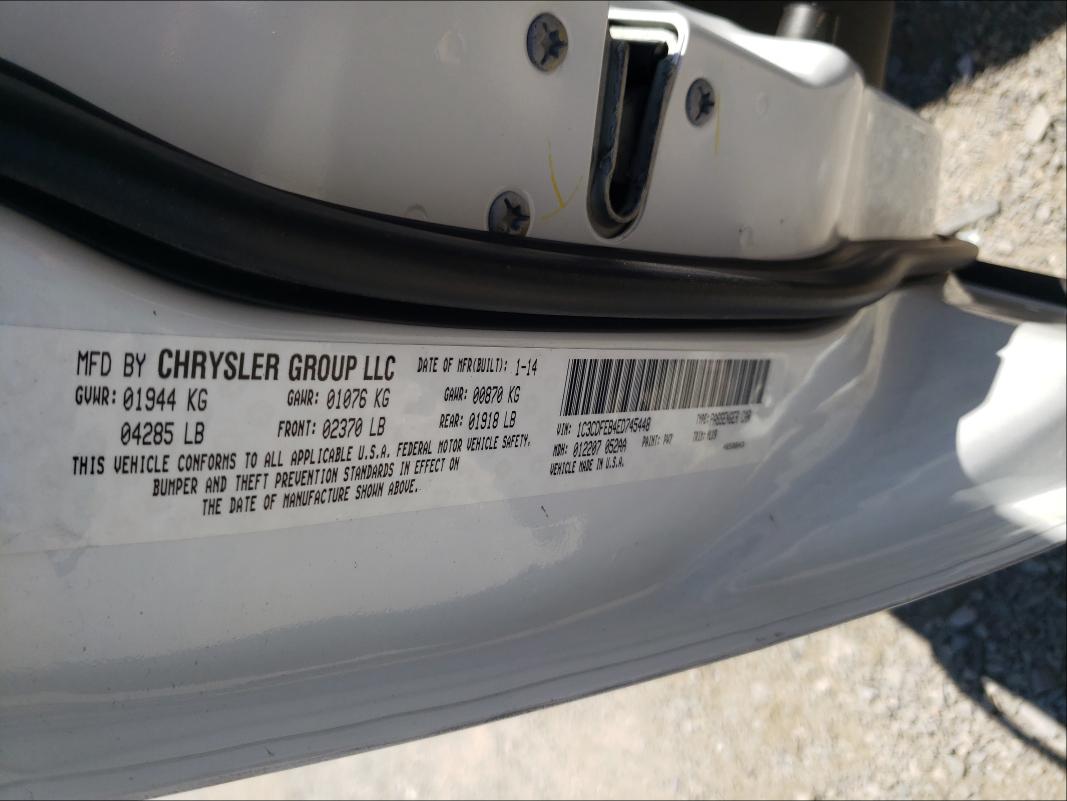 MFD BY CHRYSLER GROUP LLC DATE OF MFR(BUILT): 1-14
GVWR: 01944 KG GAWR: 01076 KG GAWR: 00870 KG
04285 LB FRONT: 02370 LB REAR: 01918 LB
THIS VEHICLE CONFORMS TO ALL APPLICABLE U.S.A. FEDERAL MOTOR VEHICLE SAFETY,
BUMPER AND THEFT PREVENTION STANDARDS IN EFFECT ON
THE DATE OF MANUFACTURE SHOWN ABOVE.
VIN: 1C3CDFEB4ED745448 TYPE: PASSENGER CAR
MDH: 012207 052AA PAINT: PW7 TRIM:
VEHICLE MADE IN U.S.A.